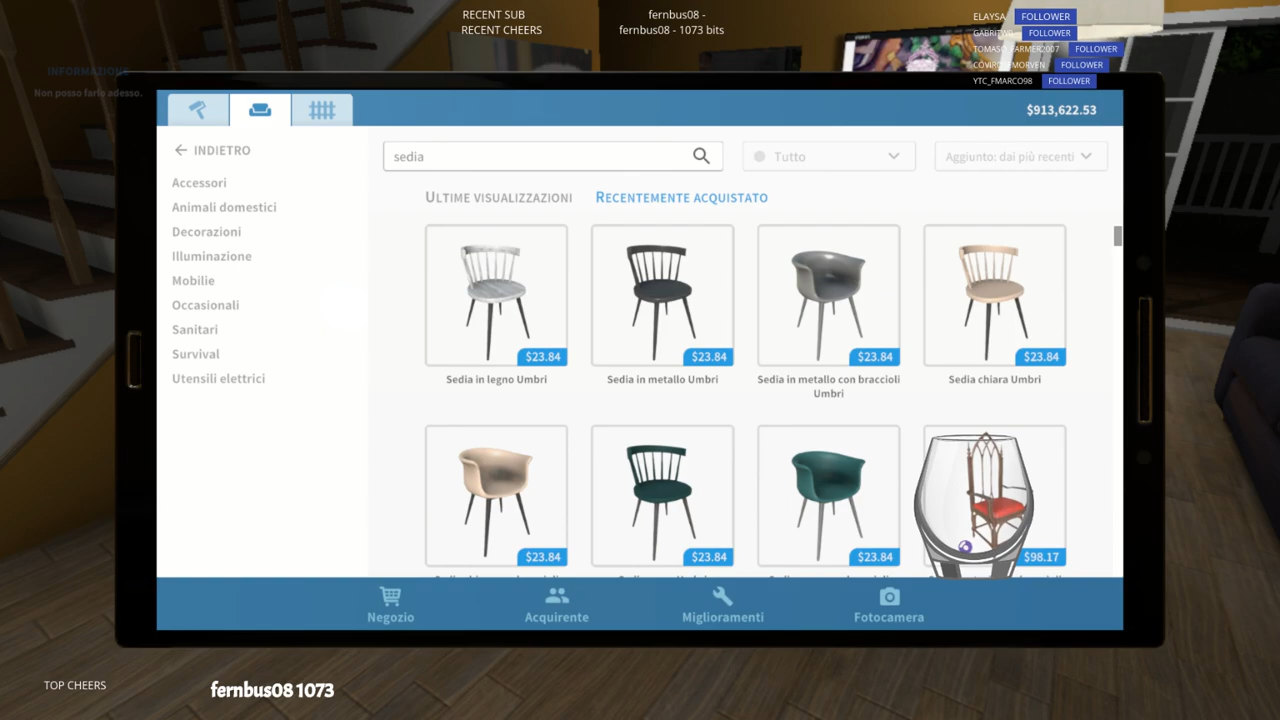 RECENT SUB
RECENT CHEERS
fernbus08 -
fernbus08 - 1073 bits
ELAYSA FOLLOWER
FOLLOWER
FOLLOWER
FOLLOWER
YTC_FMARCO98 FOLLOWER
INFORMAZIONE
Non posso farlo adesso.
$913,622.53
INDIETRO
Accessori
Animali domestici
Decorazioni
Illuminazione
Mobilie
Occasionali
Sanitari
Survival
Utensili elettrici
sedia
Tutto
Aggiunto: dai più recenti
ULTIME VISUALIZZAZIONI
RECENTEMENTE ACQUISTATO
$23.84
$23.84
$23.84
$23.84
Sedia in legno Umbri
Sedia in metallo Umbri
Sedia in metallo con braccioli
Umbri
Sedia chiara Umbri
$23.84
$23.84
$23.84
$98.17
Negozio
Acquirente
Miglioramenti
Fotocamera
TOP CHEERS
fernbus08 1073